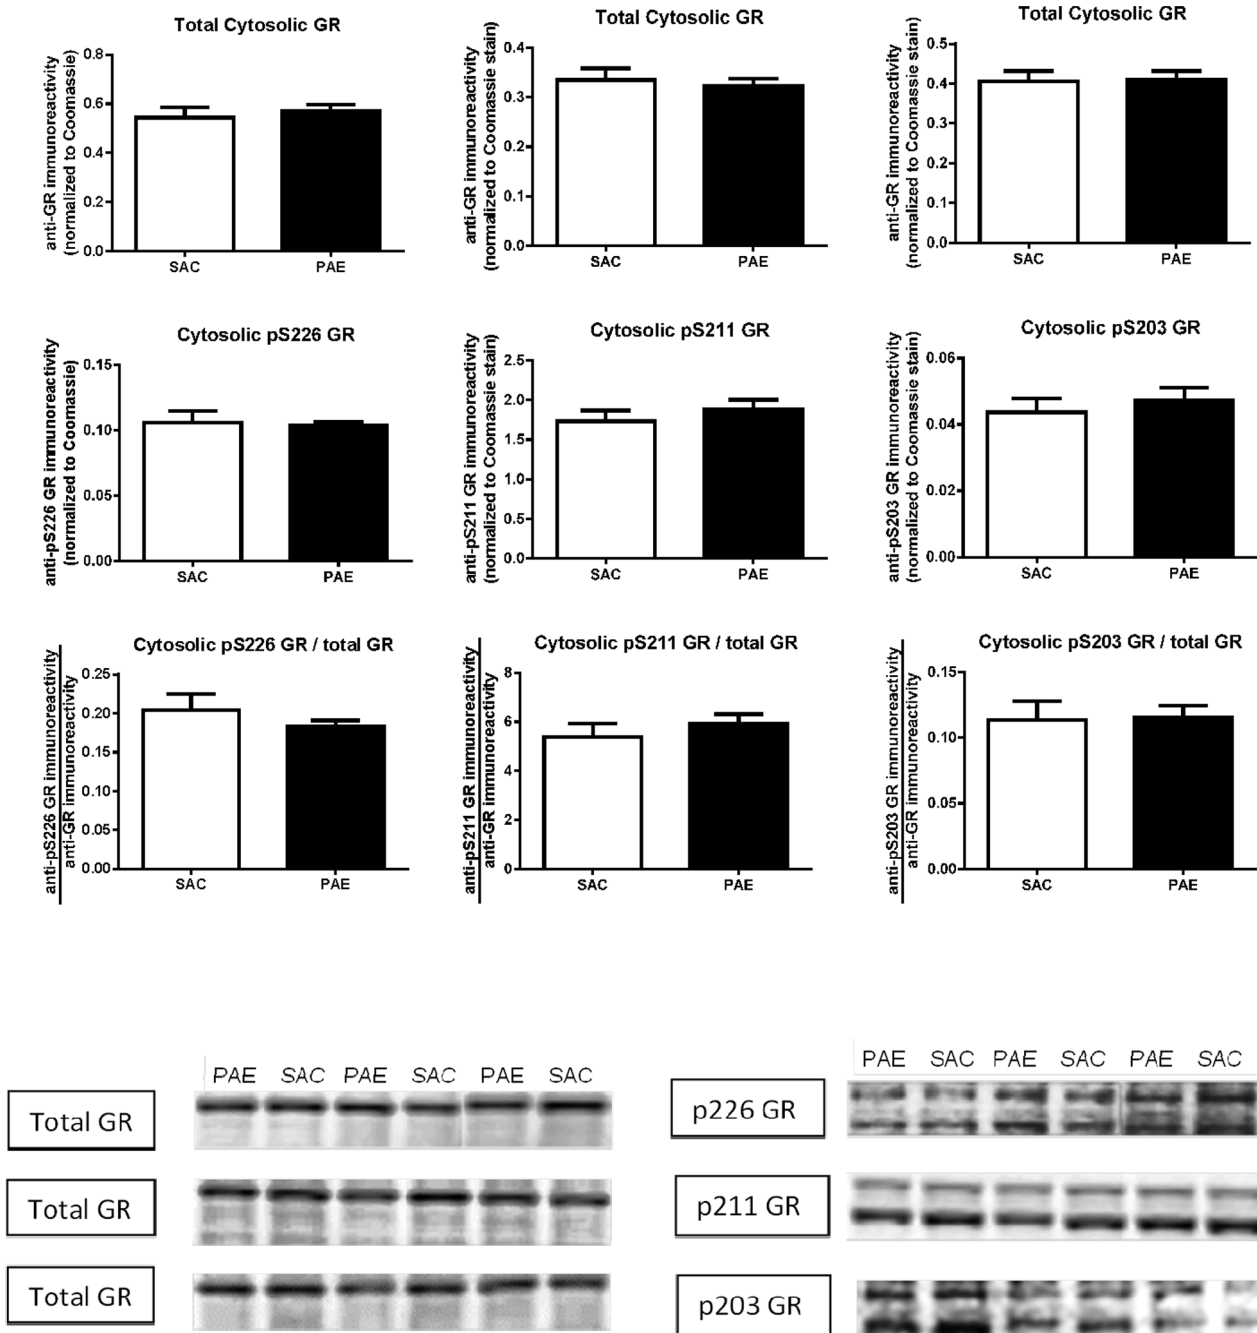 Total Cytosolic GR
anti-GR immunoreactivity
(normalized to Coomassie)
0.8
0.6
0.4
0.2
0.0
SAC
PAE
Total Cytosolic GR
anti-GR immunoreactivity
(normalized to Coomassie stain)
0.4
0.3
0.2
0.1
0.0
SAC
PAE
Total Cytosolic GR
anti-GR immunoreactivity
(normalized to Coomassie stain)
0.5
0.4
0.3
0.2
0.1
0.0
SAC
PAE
Cytosolic pS226 GR
anti-pS226 GR immunoreactivity
(normalized to Coomassie)
0.15
0.10
0.05
0.00
SAC
PAE
Cytosolic pS211 GR
anti-pS211 GR immunoreactivity
(normalized to Coomassie stain)
2.5
2.0
1.5
1.0
0.5
0.0
SAC
PAE
Cytosolic pS203 GR
anti-pS203 GR immunoreactivity
(normalized to Coomassie stain)
0.06
0.04
0.02
0.00
SAC
PAE
Cytosolic pS226 GR / total GR
anti-pS226 GR immunoreactivity
anti-GR immunoreactivity
0.25
0.20
0.15
0.10
0.05
0.00
SAC
PAE
Cytosolic pS211 GR / total GR
anti-pS211 GR immunoreactivity
anti-GR immunoreactivity
8
6
4
2
0
SAC
PAE
Cytosolic pS203 GR / total GR
anti-pS203 GR immunoreactivity
anti-GR immunoreactivity
0.15
0.10
0.05
0.00
SAC
PAE
PAE SAC PAE SAC PAE SAC
Total GR
Total GR
Total GR
PAE SAC PAE SAC PAE SAC
p226 GR
p211 GR
p203 GR